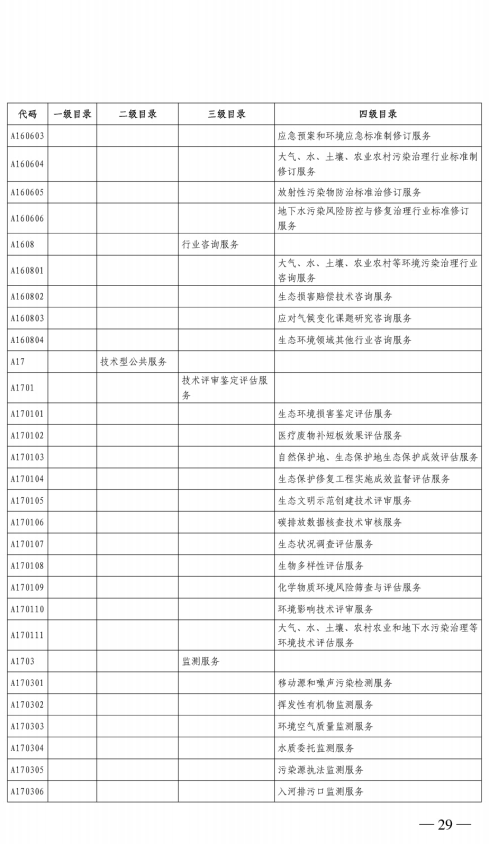 代码 一级目录 二级目录 三级目录 四级目录
A160603 应急预案和环境应急标准制修订服务
A160604 大气、水、土壤、农业农村污染治理行业标准制
修订服务
A160605 放射性污染物防治标准治修订服务
A160606 地下水污染风险防控与修复治理行业标准修订
服务
A1608 行业咨询服务
A160801 大气、水、土壤、农业农村等环境污染治理行业
咨询服务
A160802 生态损害赔偿技术咨询服务
A160803 应对气候变化课题研究咨询服务
A160804 生态环境领域其他行业咨询服务
A17 技术型公共服务
A1701 技术评审鉴定评估服
务
A170101 生态环境损害鉴定评估服务
A170102 医疗废物补短板效果评估服务
A170103 自然保护地、生态保护地生态保护成效评估服务
A170104 生态保护修复工程实施成效监督评估服务
A170105 生态文明示范创建技术评审服务
A170106 碳排放数据核查技术审核服务
A170107 生态状况调查评估服务
A170108 生物多样性评估服务
A170109 化学物质环境风险筛查与评估服务
A170110 环境影响技术评审服务
A170111 大气、水、土壤、农村农业和地下水污染治理等
环境技术评估服务
A1703 监测服务
A170301 移动源和噪声污染检测服务
A170302 挥发性有机物监测服务
A170303 环境空气质量监测服务
A170304 水质委托监测服务
A170305 污染源执法监测服务
A170306 入河排污口监测服务
— 29 —